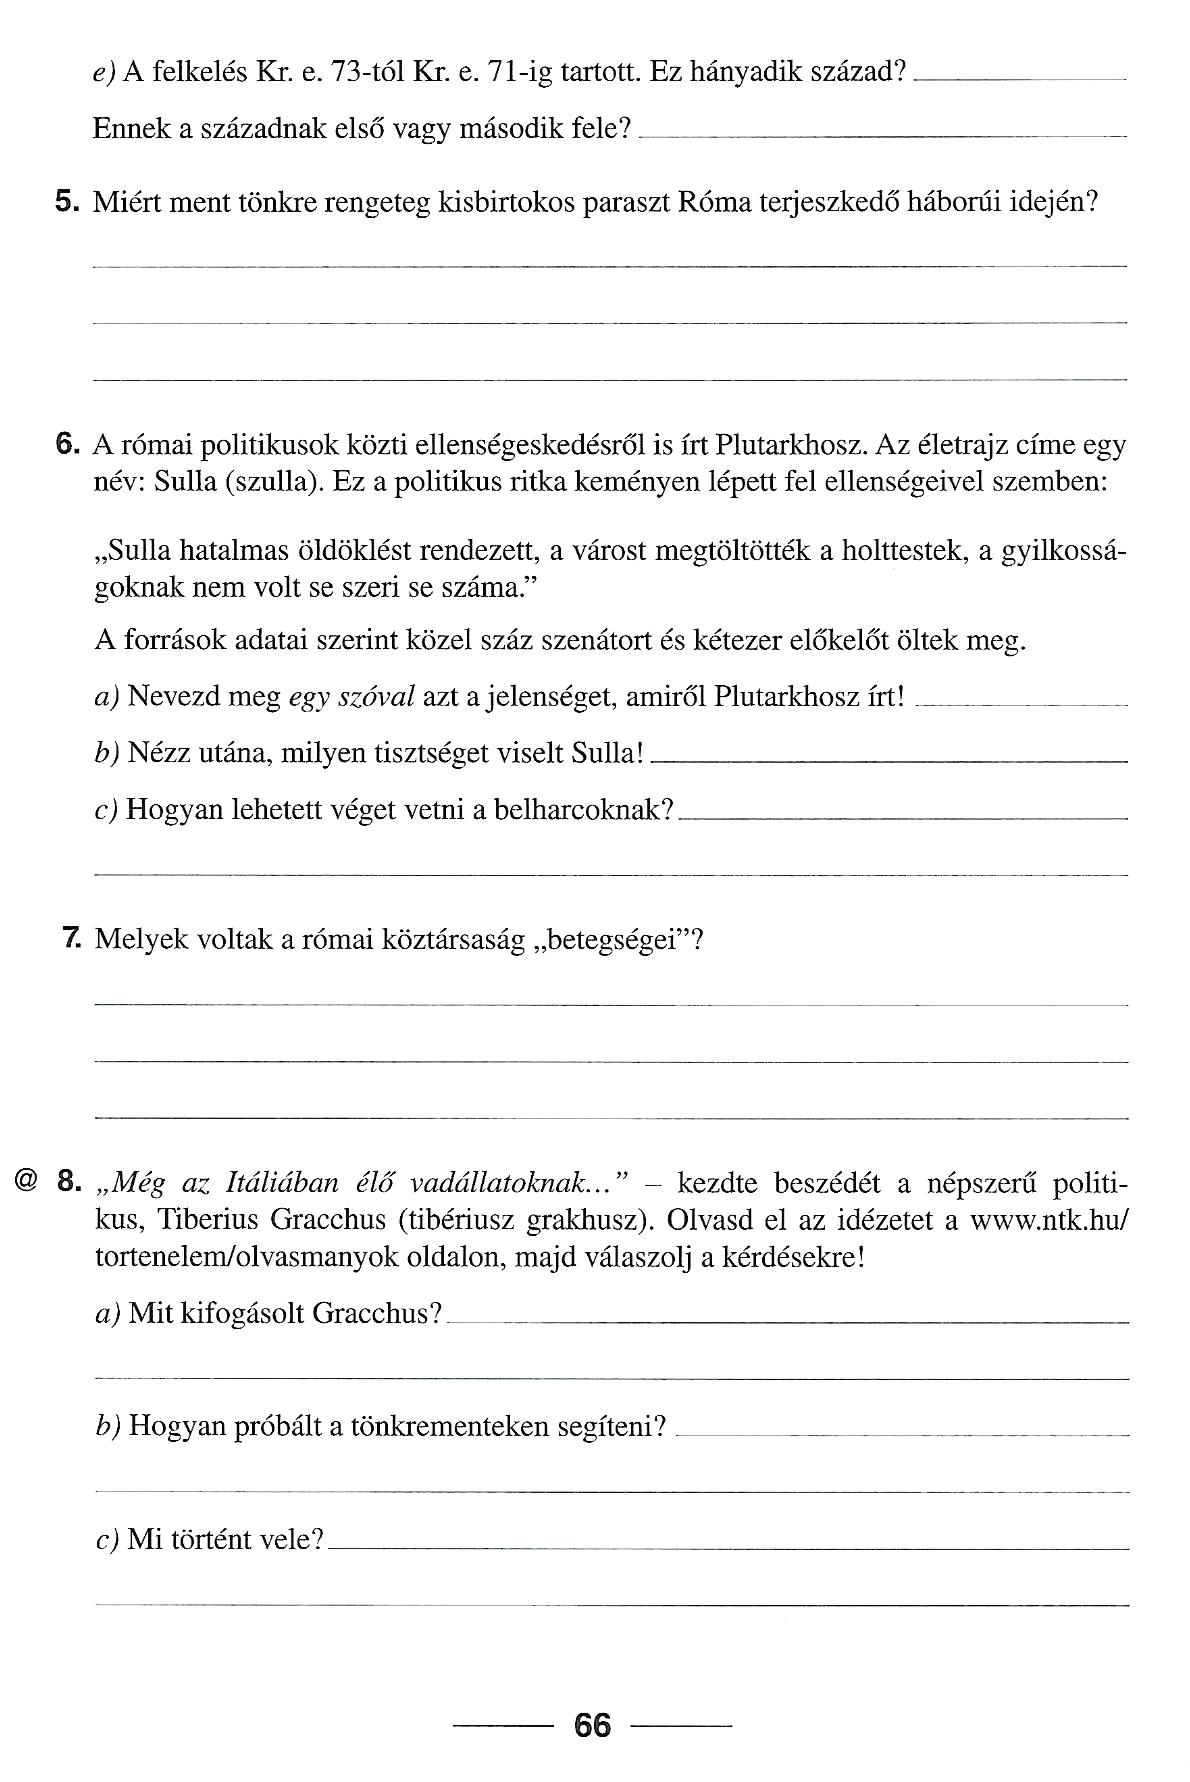 e) A felkelés Kr. e. 73-tól Kr. e. 71-ig tartott. Ez hányadik század?
Ennek a századnak első vagy második fele?
5. Miért ment tönkre rengeteg kisbirtokos paraszt Róma terjeszkedő háborúi idején?
6. A római politikusok közti ellenségeskedésről is írt Plutarkhosz. Az életrajz címe egy
név: Sulla (szulla). Ez a politikus ritka keményen lépett fel ellenségeivel szemben:
„Sulla hatalmas öldöklést rendezett, a várost megtöltötték a holttestek, a gyilkossá-
goknak nem volt se szeri se száma.”
A források adatai szerint közel száz szenátort és kétezer előkelőt öltek meg.
a) Nevezd meg egy szóval azt a jelenséget, amiről Plutarkhosz írt!
b) Nézz utána, milyen tisztséget viselt Sulla!
c) Hogyan lehetett véget vetni a belharcoknak?
7. Melyek voltak a római köztársaság „betegségei”?
@ 8. „Még az Itáliában élő vadállatoknak...” – kezdte beszédét a népszerű politi-
kus, Tiberius Gracchus (tibériusz grakhusz). Olvasd el az idézetet a www.ntk.hu/
tortenelem/olvasmanyok oldalon, majd válaszolj a kérdésekre!
a) Mit kifogásolt Gracchus?
b) Hogyan próbált a tönkrementeken segíteni?
c) Mi történt vele?
66